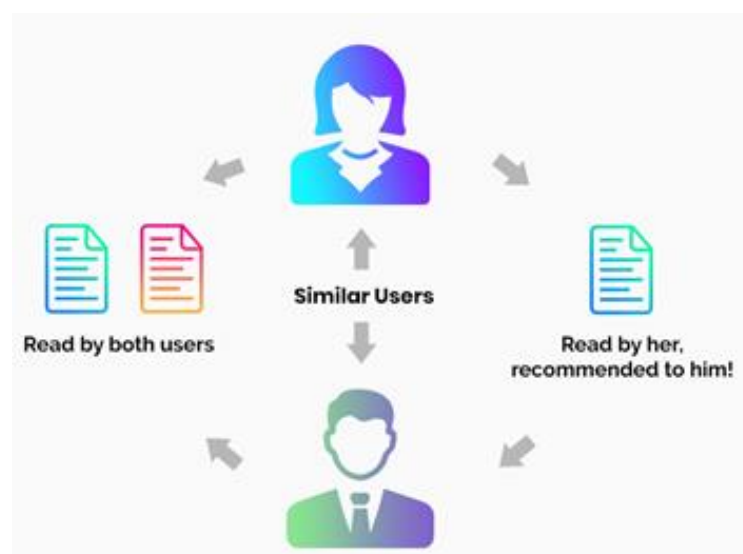 Similar Users
Read by both users
Read by her,
recommended to him!